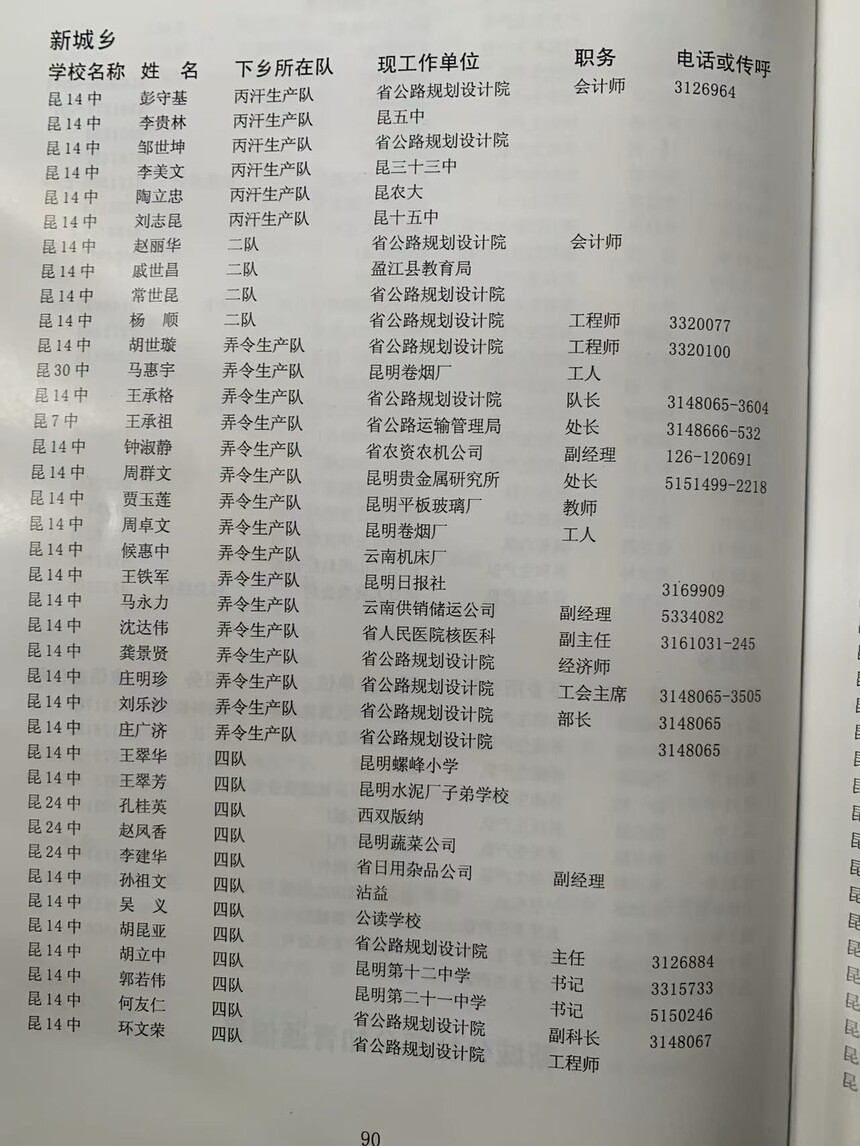 新城乡
学校名称 姓 名 下乡所在队 现工作单位 职务 电话或传呼
昆14中 彭守基 丙汗生产队 省公路规划设计院 会计师 3126964
昆14中 李贵林 丙汗生产队 昆五中
昆14中 邹世坤 丙汗生产队 省公路规划设计院
昆14中 李美文 丙汗生产队 昆三十三中
昆14中 陶立忠 丙汗生产队 昆农大
昆14中 刘志昆 丙汗生产队 昆十五中
昆14中 赵丽华 二队 省公路规划设计院 会计师
昆14中 戚世昌 二队 盈江县教育局
昆14中 常世昆 二队 省公路规划设计院
昆14中 杨 顺 二队 省公路规划设计院 工程师 3320077
昆14中 胡世璇 弄令生产队 省公路规划设计院 工程师 3320100
昆30中 马惠宇 弄令生产队 昆明卷烟厂 工人
昆14中 王承格 弄令生产队 省公路规划设计院 队长 3148065-3604
昆7中 王承祖 弄令生产队 省公路运输管理局 处长 3148666-532
昆14中 钟淑静 弄令生产队 省农资农机公司 副经理 126-120691
昆14中 周群文 弄令生产队 昆明贵金属研究所 处长 5151499-2218
昆14中 贾玉莲 弄令生产队 昆明平板玻璃厂 教师
昆14中 周卓文 弄令生产队 昆明卷烟厂 工人
昆14中 候惠中 弄令生产队 云南机床厂
昆14中 王铁军 弄令生产队 昆明日报社 3169909
昆14中 马永力 弄令生产队 云南供销储运公司 副经理 5334082
昆14中 沈达伟 弄令生产队 省人民医院核医科 副主任 3161031-245
昆14中 龚景贤 弄令生产队 省公路规划设计院 经济师
昆14中 庄明珍 弄令生产队 省公路规划设计院 工会主席 3148065-3505
昆14中 刘乐沙 弄令生产队 省公路规划设计院 部长 3148065
昆14中 庄广济 弄令生产队 省公路规划设计院 3148065
昆14中 王翠华 四队 昆明螺峰小学
昆14中 王翠芳 四队 昆明水泥厂子弟学校
昆24中 孔桂英 四队 西双版纳
昆24中 赵凤香 四队 昆明蔬菜公司
昆24中 李建华 四队 省日用杂品公司 副经理
昆14中 孙祖文 四队 沾益
昆14中 吴 义 四队 公读学校
昆14中 胡昆亚 四队 省公路规划设计院 主任 3126884
昆14中 胡立中 四队 昆明第十二中学 书记 3315733
昆14中 郭若伟 四队 昆明第二十一中学 书记 5150246
昆14中 何友仁 四队 省公路规划设计院 副科长 3148067
昆14中 环文荣 四队 省公路规划设计院 工程师
90